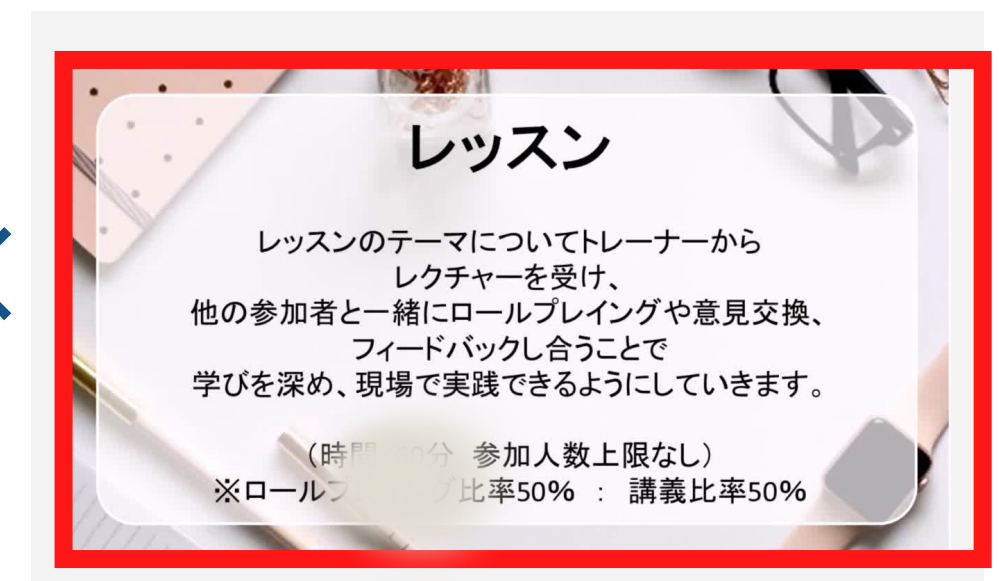 レッスン
レッスンのテーマについてトレーナーから
レクチャーを受け、
他の参加者と一緒にロールプレイングや意見交換、
フィードバックし合うことで
学びを深め、現場で実践できるようにしていきます。
（時間 分 参加人数上限なし）
※ロール 比率50% : 講義比率50%